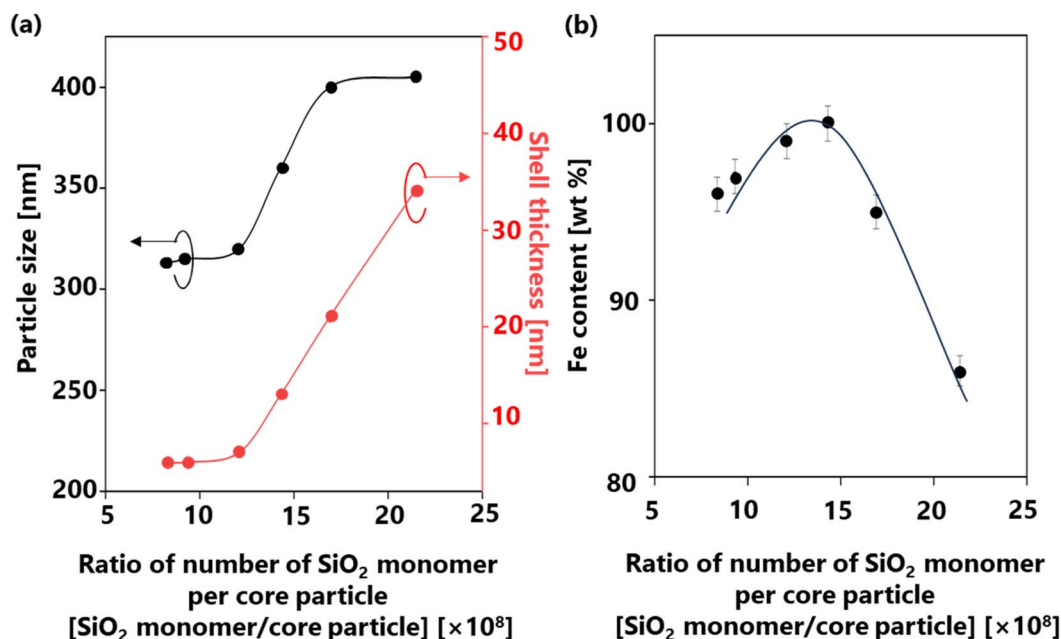 (a)
Particle size [nm]
400
350
300
250
200
50
40
30
20
10
Shell thickness [nm]
5
10
15
20
25
Ratio of number of SiO₂ monomer
per core particle
[SiO₂ monomer/core particle] [×10⁸]
(b)
Fe content [wt %]
100
90
80
5
10
15
20
25
Ratio of number of SiO₂ monomer
per core particle
[SiO₂ monomer/core particle] [×10⁸]